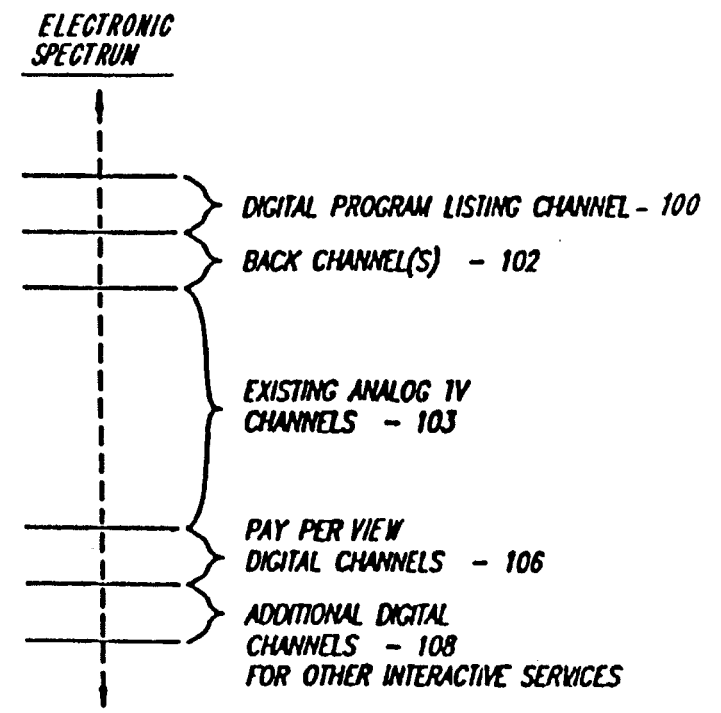 ELECTRONIC
SPECTRUM
DIGITAL PROGRAM LISTING CHANNEL - 100
BACK CHANNEL(S) - 102
EXISTING ANALOG TV
CHANNELS - 103
PAY PER VIEW
DIGITAL CHANNELS - 106
ADDITIONAL DIGITAL
CHANNELS - 108
FOR OTHER INTERACTIVE SERVICES